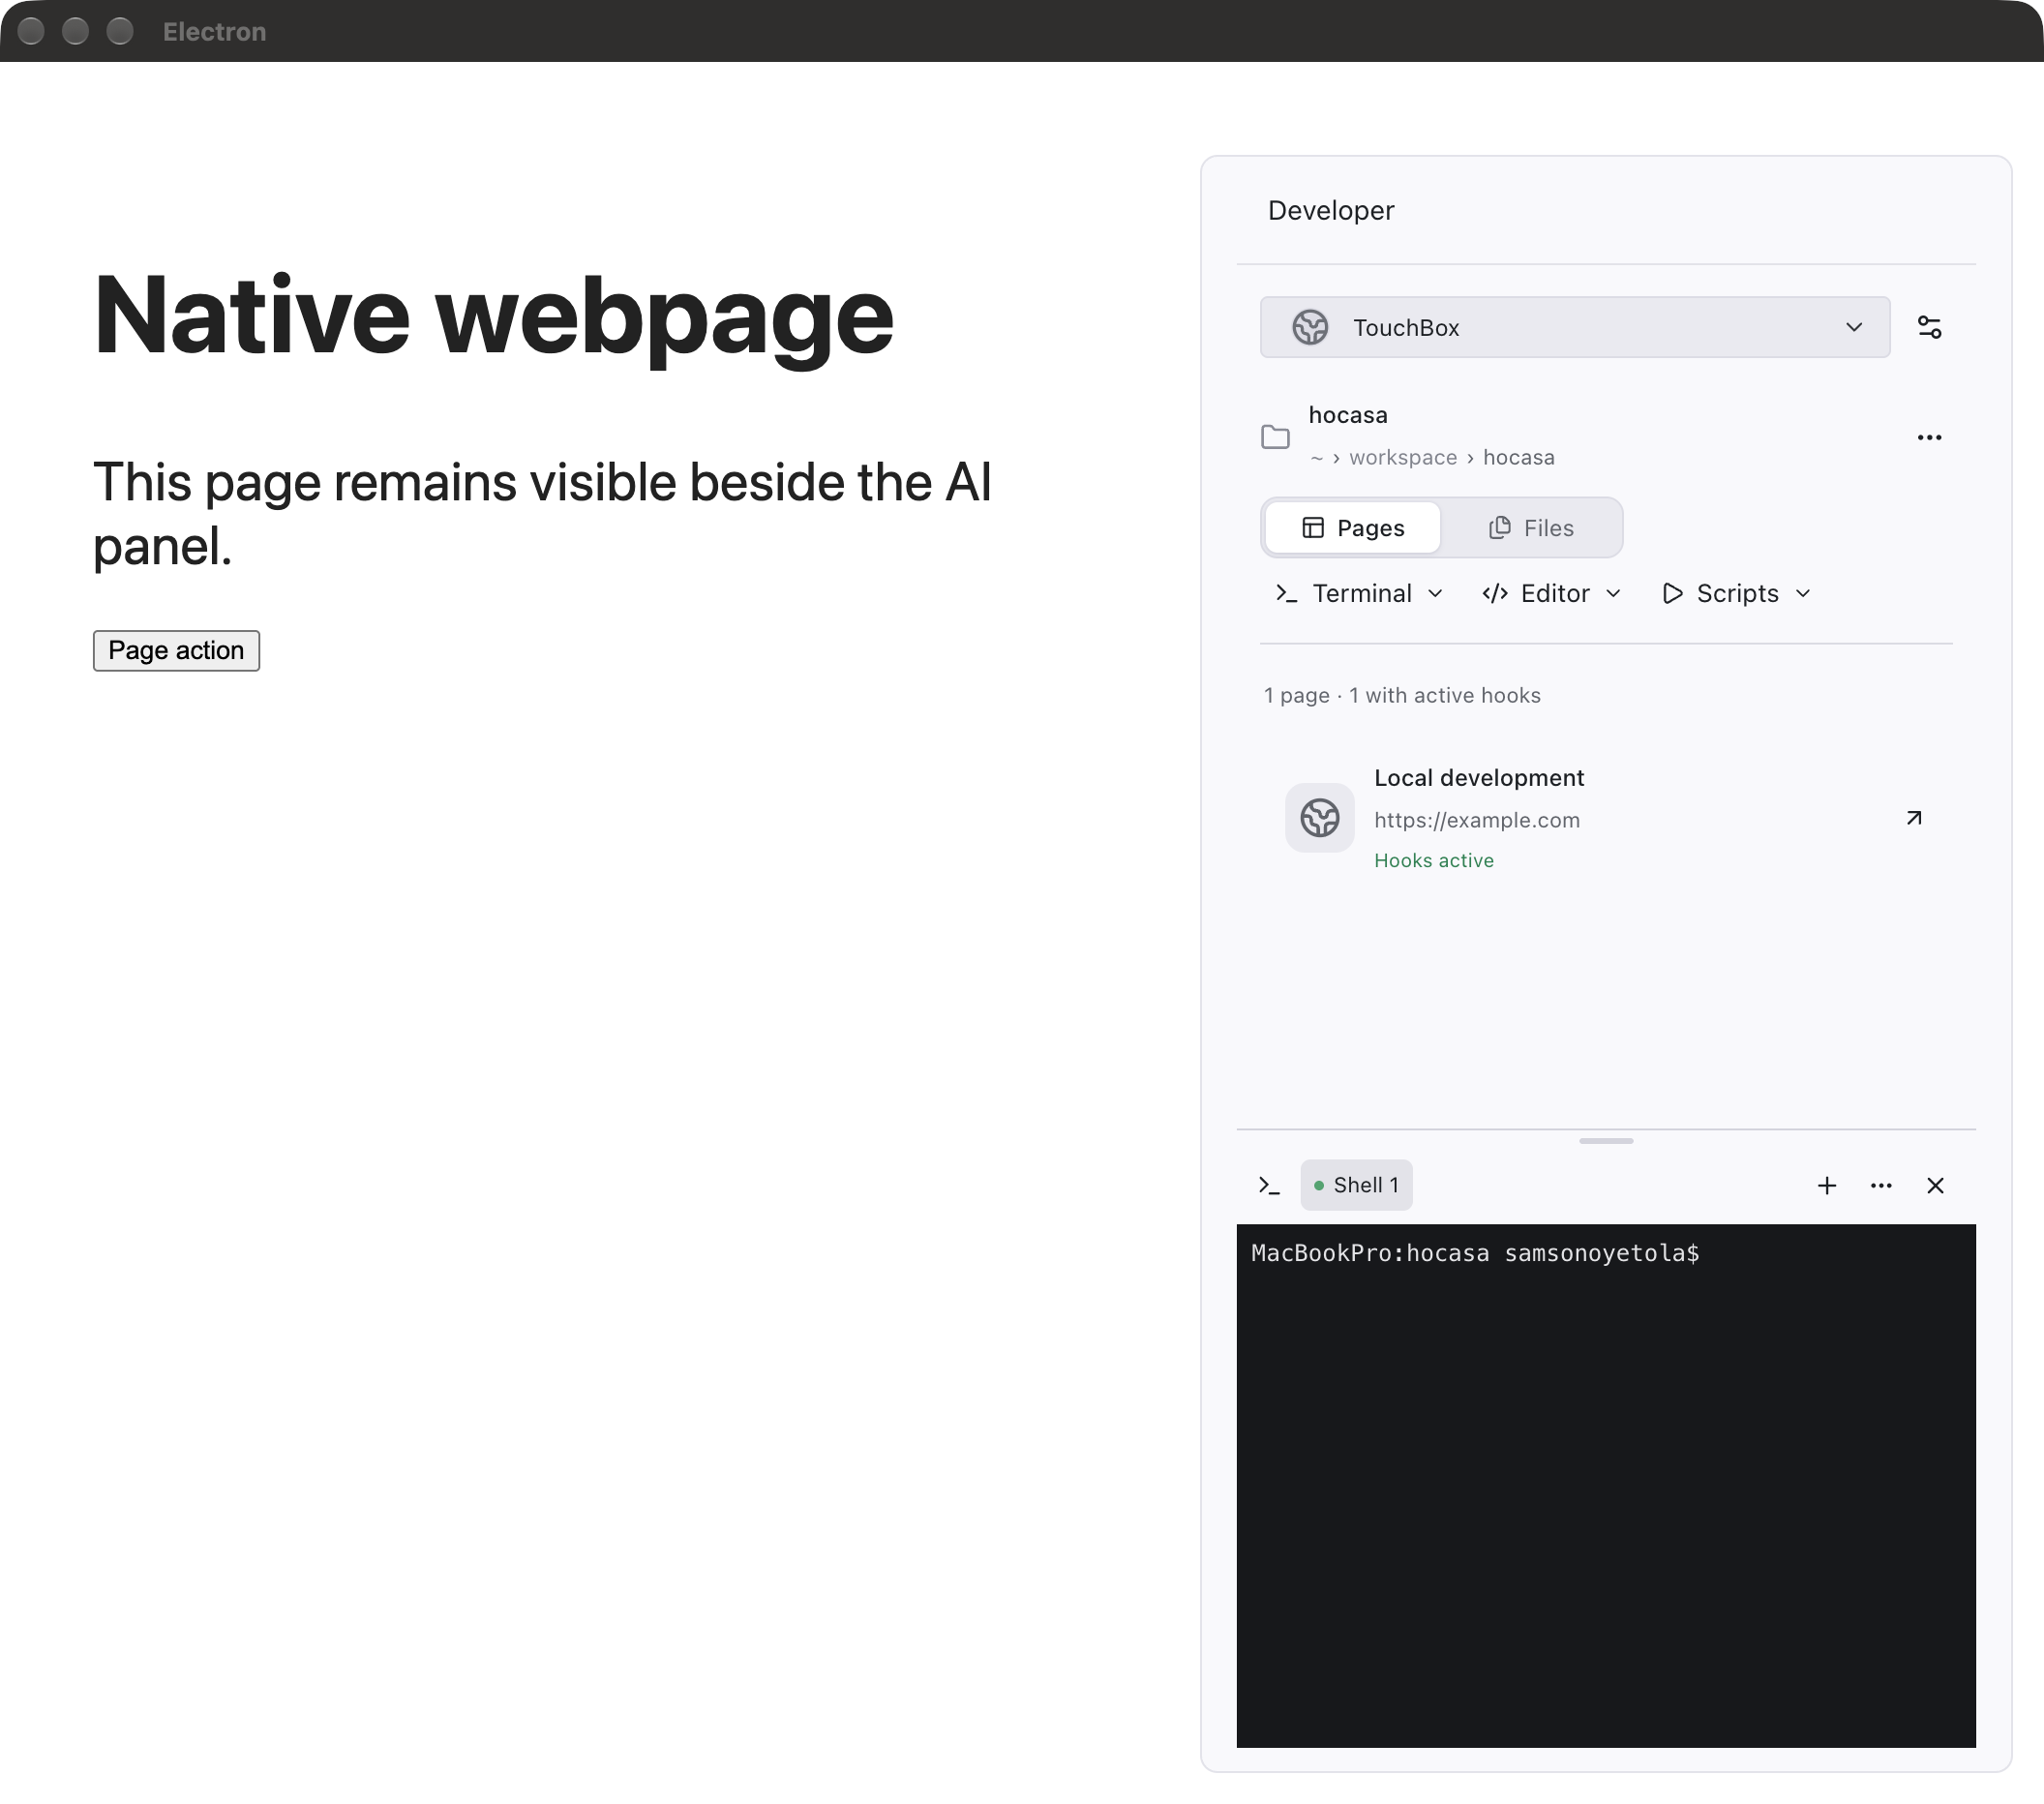 Electron
Native webpage
This page remains visible beside the AI
panel.
Page action
Developer
TouchBox
hocasa
~ › workspace › hocasa
Pages Files
Terminal Editor Scripts
1 page · 1 with active hooks
Local development
https://example.com
Hooks active
Shell 1
MacBookPro:hocasa samsonoyetola$